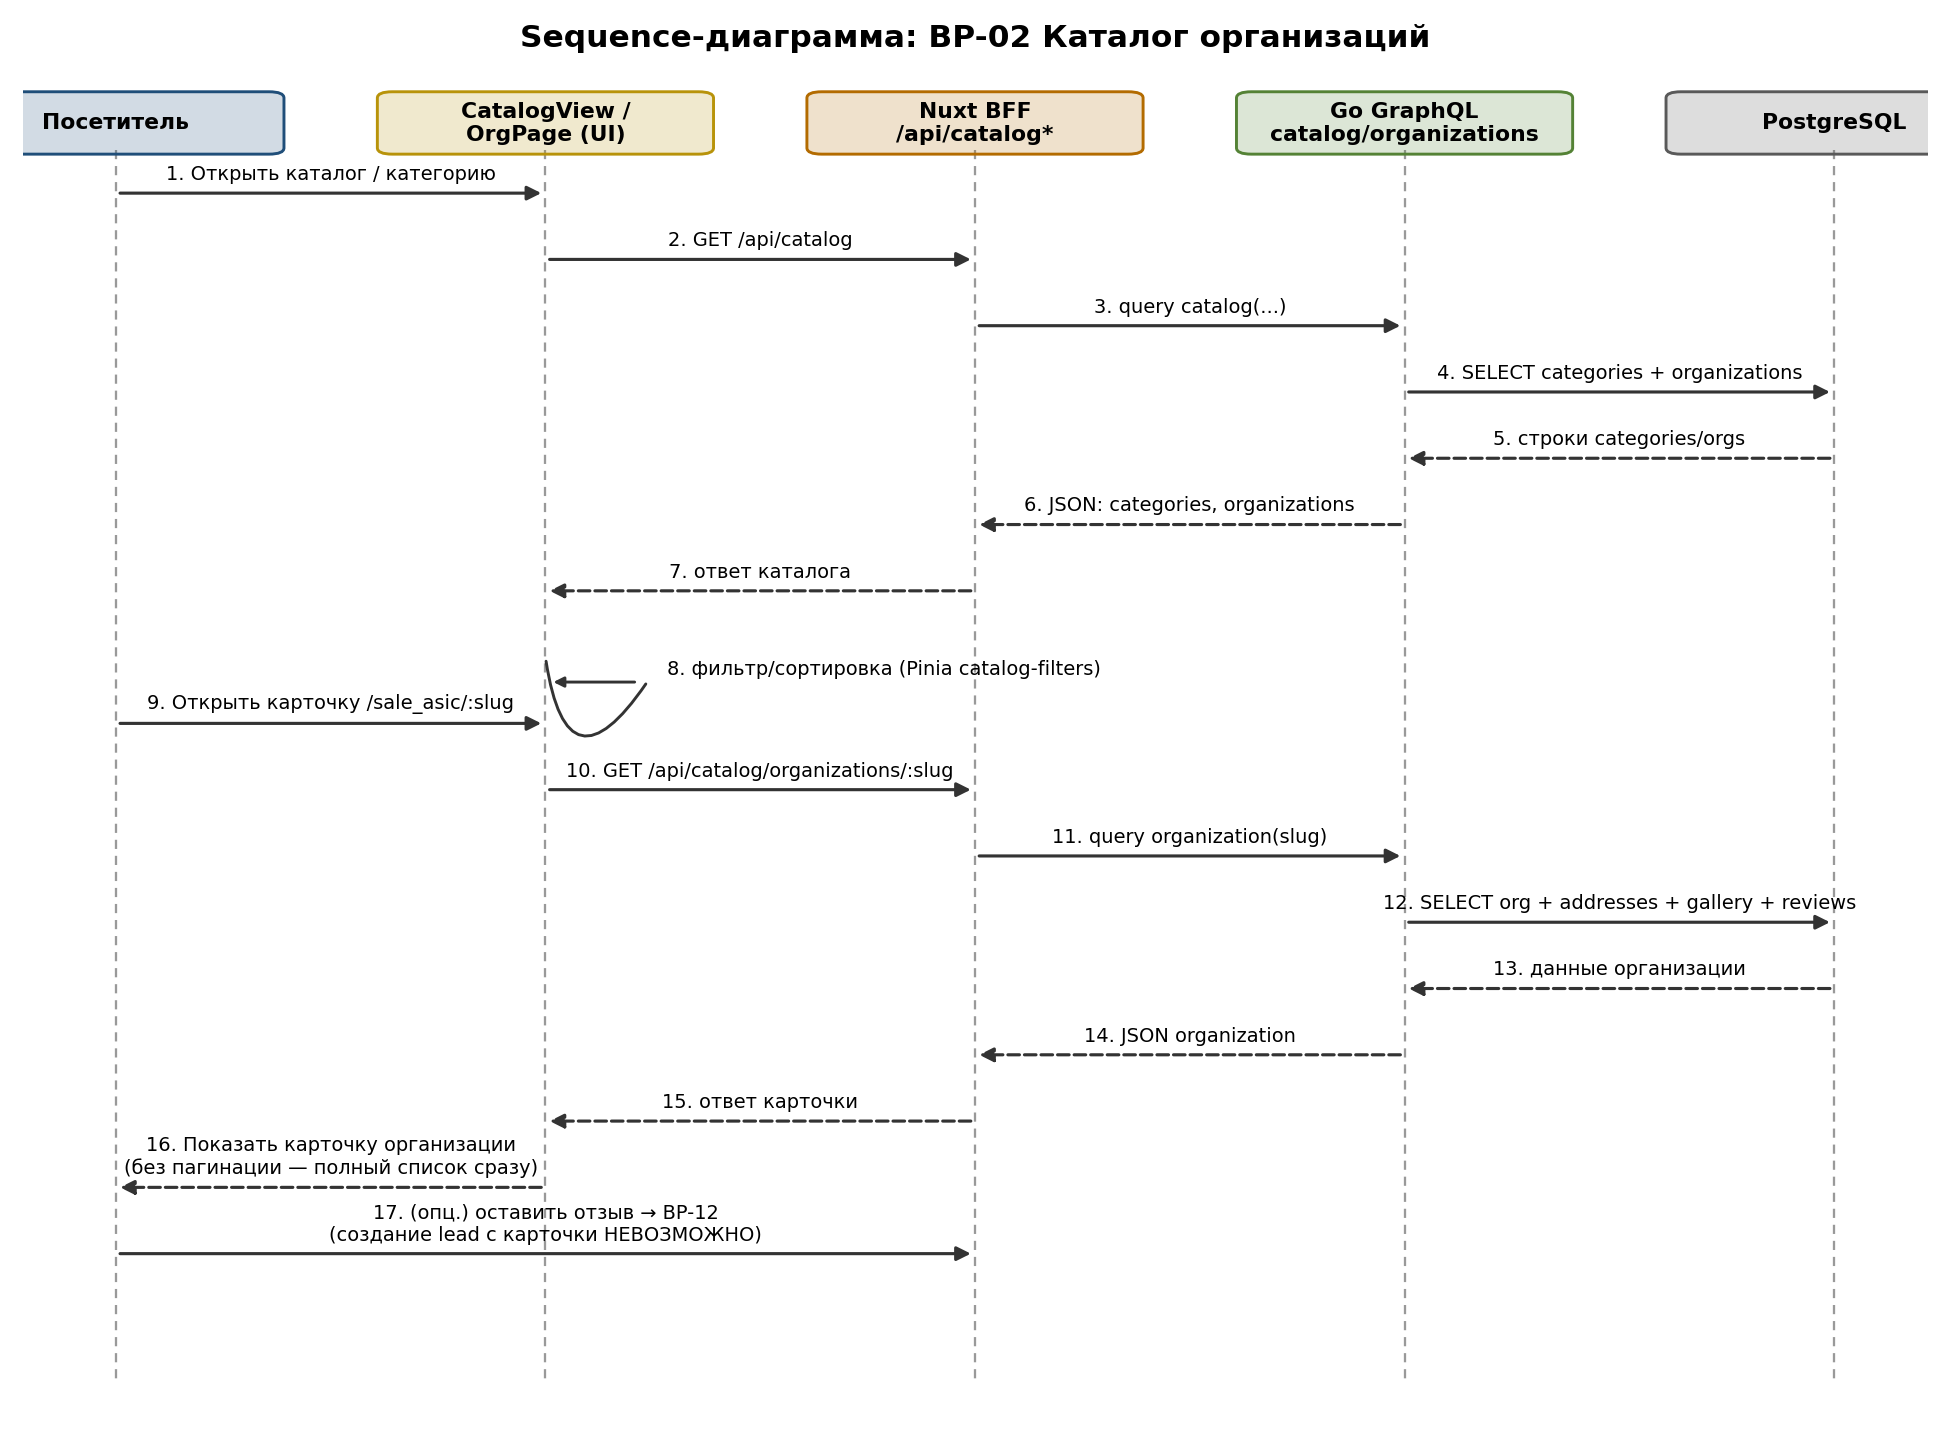 Sequence-диаграмма: BP-02 Каталог организаций
Посетитель
CatalogView /
OrgPage (UI)
Nuxt BFF
/api/catalog*
Go GraphQL
catalog/organizations
PostgreSQL
1. Открыть каталог / категорию
2. GET /api/catalog
3. query catalog(...)
4. SELECT categories + organizations
5. строки categories/orgs
6. JSON: categories, organizations
7. ответ каталога
8. фильтр/сортировка (Pinia catalog-filters)
9. Открыть карточку /sale_asic/:slug
10. GET /api/catalog/organizations/:slug
11. query organization(slug)
12. SELECT org + addresses + gallery + reviews
13. данные организации
14. JSON organization
15. ответ карточки
16. Показать карточку организации
(без пагинации — полный список сразу)
17. (опц.) оставить отзыв → BP-12
(создание lead с карточки НЕВОЗМОЖНО)